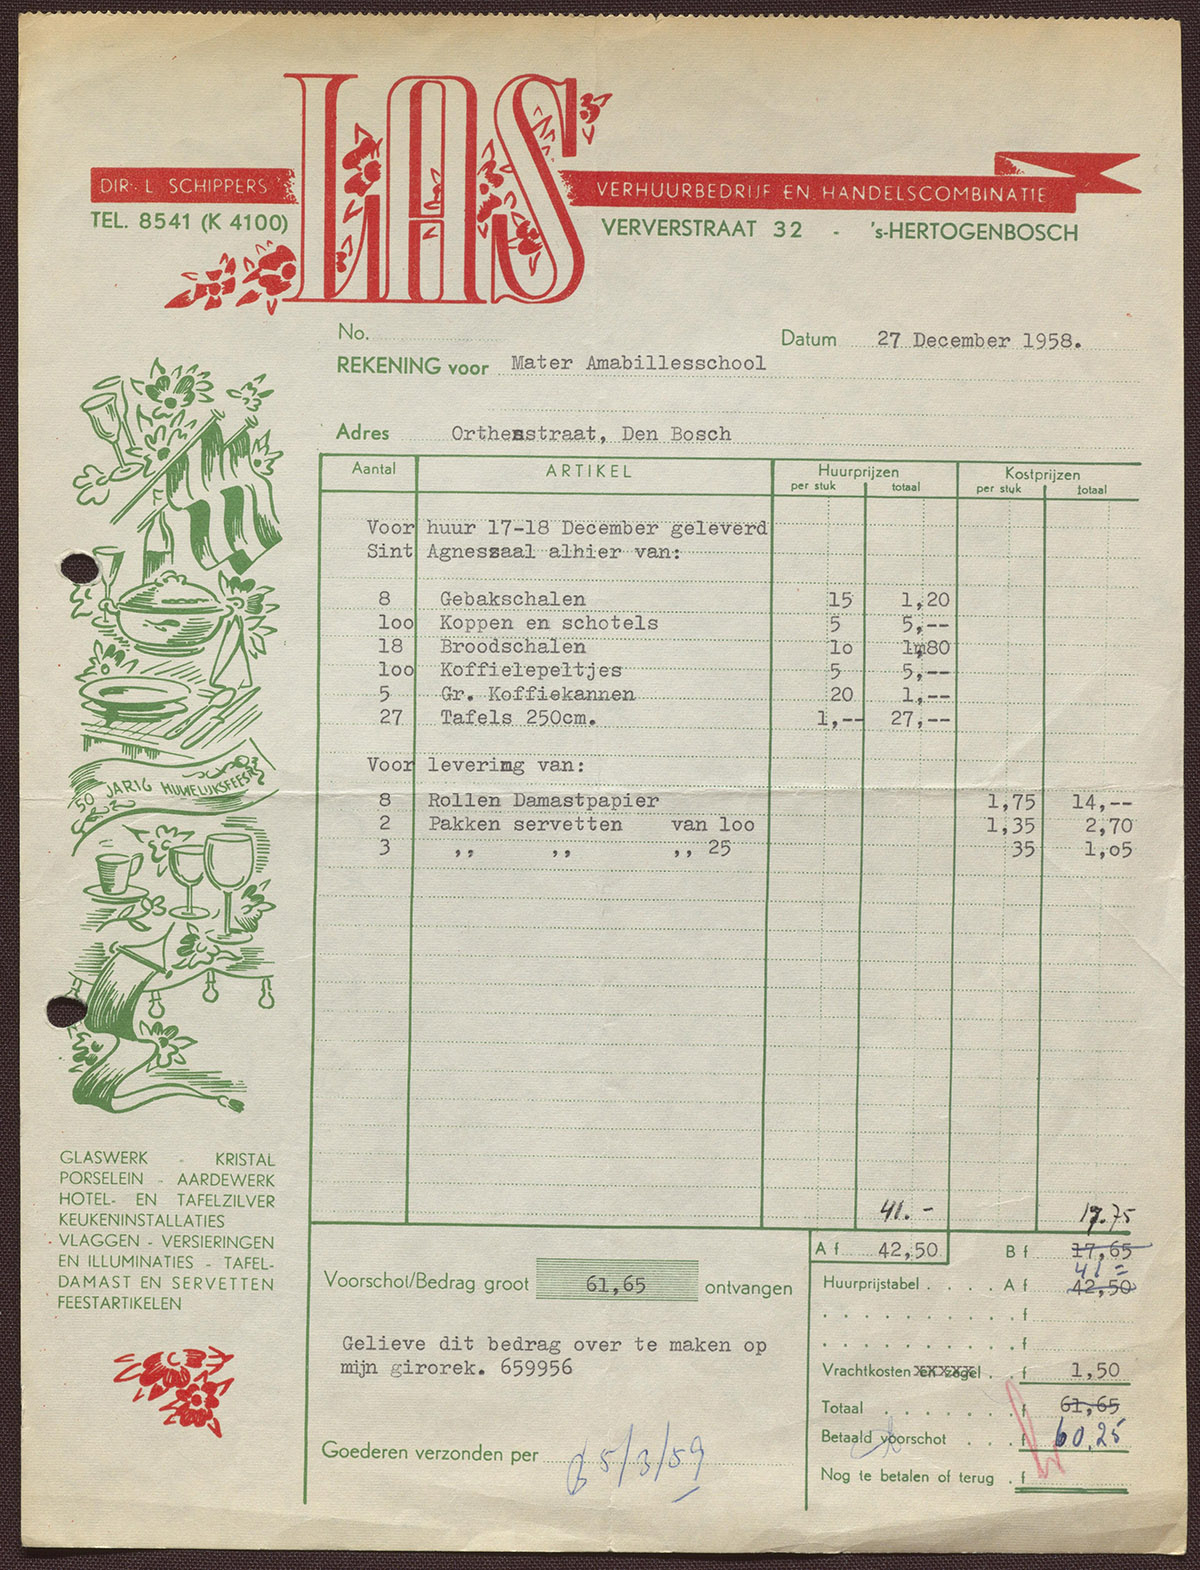 LAS
DIR. L. SCHIPPERS
VERHUURBEDRIJF EN HANDELSCOMBINATIE
TEL. 8541 (K 4100)
VERVERSTRAAT 32 - 's-HERTOGENBOSCH
No.
Datum 27 December 1958.
REKENING voor Mater Amabillesschool
Adres Orthenstraat, Den Bosch
Aantal ARTIKEL Huurprijzen Kostprijzen
per stuk totaal per stuk totaal
Voor huur 17-18 December geleverd
Sint Agneszaal alhier van:
8 Gebakschalen 15 1,20
loo Koppen en schotels 5 5,--
18 Broodschalen lo 1m80
loo Koffielepeltjes 5 5,--
5 Gr. Koffiekannen 20 1,--
27 Tafels 250cm. 1,-- 27,--
Voor levering van:
8 Rollen Damastpapier 1,75 14,--
2 Pakken servetten van loo 1,35 2,70
3 ,, ,, ,, 25 35 1,o5
50 JARIG HUWELIJKSFEEST
GLASWERK - KRISTAL
PORSELEIN - AARDEWERK
HOTEL- EN TAFELZILVER
KEUKENINSTALLATIES
VLAGGEN - VERSIERINGEN
EN ILLUMINATIES - TAFEL-
DAMAST EN SERVETTEN
FEESTARTIKELEN
41.- 17.75
A f 42,50 B f 17,65
41=
Voorschot/Bedrag groot 61,65 ontvangen
Huurprijstabel . . . . A f 42,50
. . . . . . . . . . f
. . . . . . . . . . f
Gelieve dit bedrag over te maken op
mijn girorek. 659956
Vrachtkosten en zegel . . f 1,50
Totaal . . . . . . . f 61,65
Betaald voorschot . . . f 60,25
Goederen verzonden per 5/3/59
Nog te betalen of terug . f